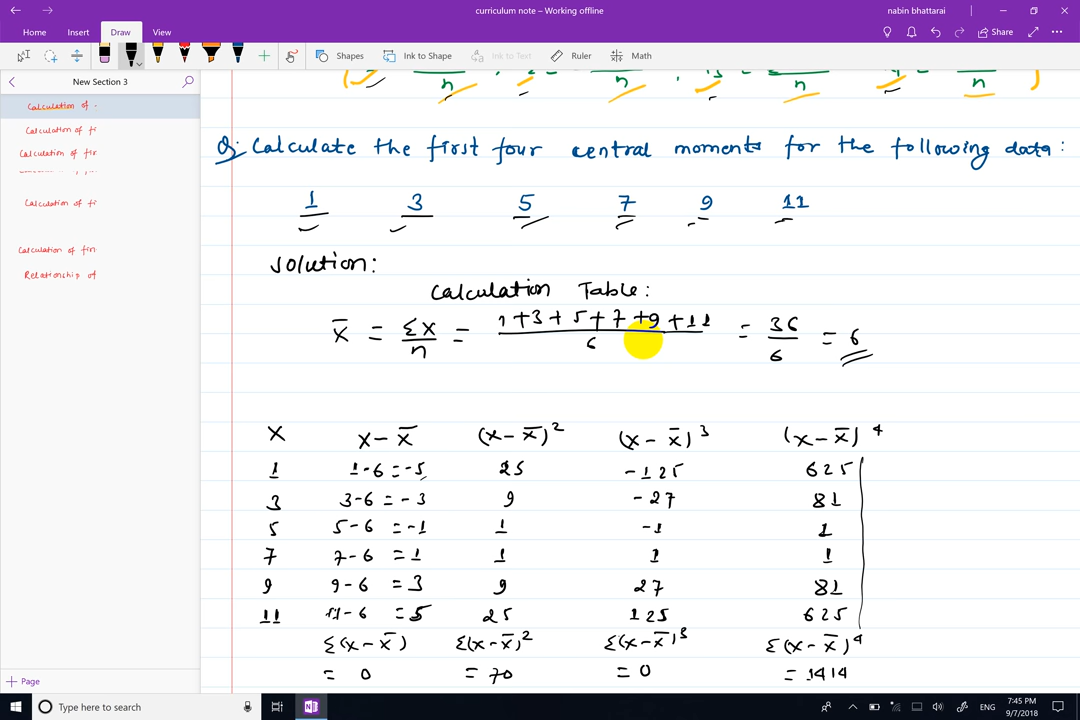 curriculum note – Working offline
nabin bhattarai
Home Insert Draw View
Share
Shapes Ink to Shape Ink to Text Ruler Math
New Section 3
Calculation of
Calculation of fi
Calculation of fir
Calculation of fi
Calculation of fin
Relationship of
n n n n
Q: Calculate the first four central moments for the following data:
1 3 5 7 9 11
Solution:
Calculation Table:
x̄ = Σx/n = (1+3+5+7+9+11)/6 = 36/6 = 6
x x-x̄ (x-x̄)² (x-x̄)³ (x-x̄)⁴
1 1-6=-5 25 -125 625
3 3-6=-3 9 -27 81
5 5-6=-1 1 -1 1
7 7-6=1 1 1 1
9 9-6=3 9 27 81
11 11-6=5 25 125 625
Σ(x-x̄) Σ(x-x̄)² Σ(x-x̄)³ Σ(x-x̄)⁴
= 0 = 70 = 0 = 1414
+ Page
Type here to search
ENG
7:45 PM
9/7/2018